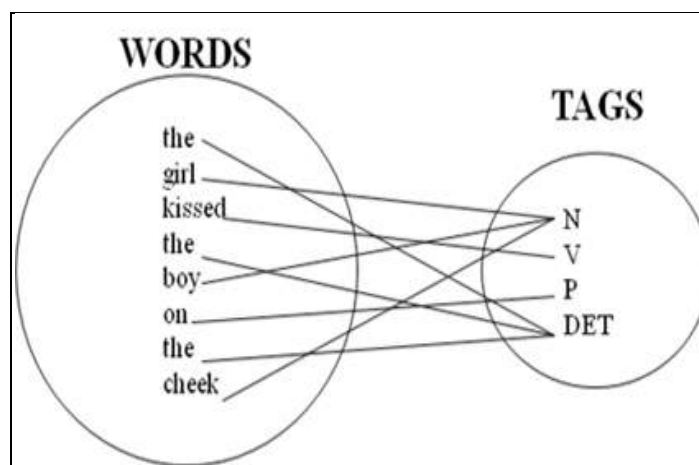 WORDS
the
girl
kissed
the
boy
on
the
cheek
TAGS
N
V
P
DET